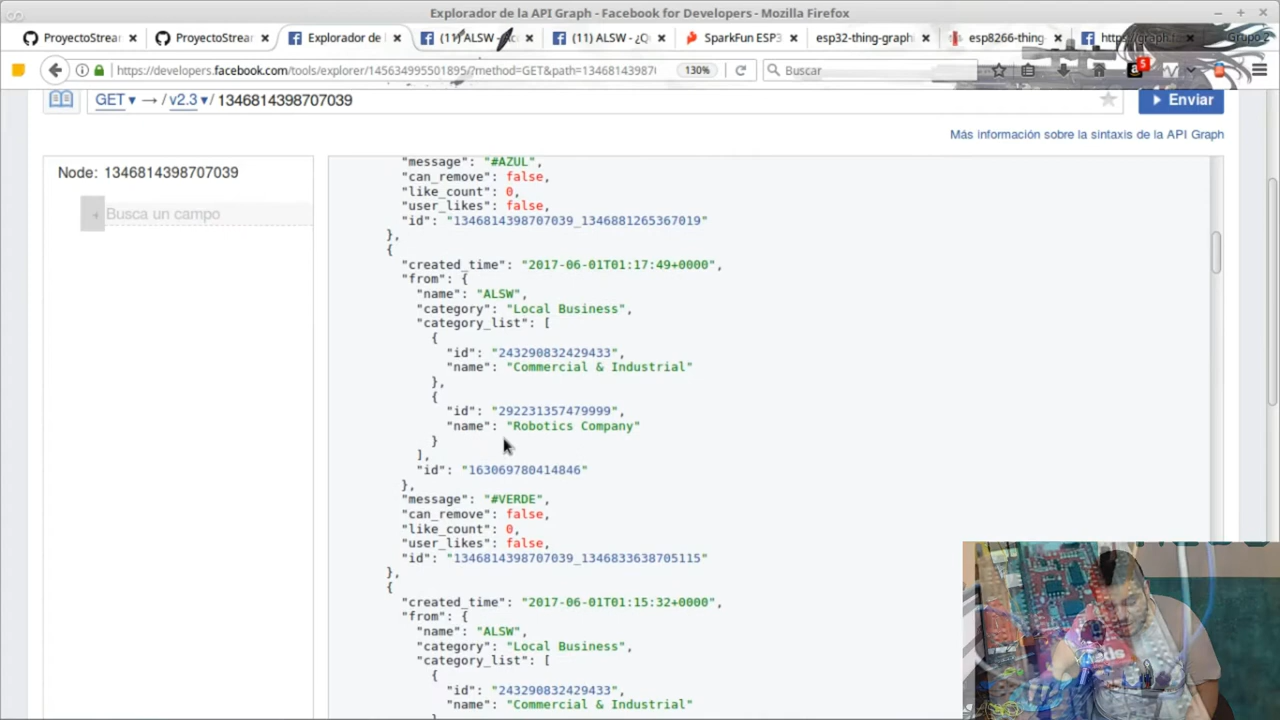 Explorador de la API Graph - Facebook for Developers - Mozilla Firefox
ProyectoStrear
ProyectoStrear
Explorador de l
(11) ALSW -
(11) ALSW - ¿Q
SparkFun ESP3
esp32-thing-graph
esp8266-thing-
Grupo 2
https://developers.facebook.com/tools/explorer/145634995501895/?method=GET&path=1346814398707
130%
Buscar
5
GET → / v2.3 / 1346814398707039
Enviar
Más información sobre la sintaxis de la API Graph
Node: 1346814398707039
Busca un campo
"message": "#AZUL",
"can_remove": false,
"like_count": 0,
"user_likes": false,
"id": "1346814398707039_1346881265367019"
},
{
"created_time": "2017-06-01T01:17:49+0000",
"from": {
"name": "ALSW",
"category": "Local Business",
"category_list": [
{
"id": "243290832429433",
"name": "Commercial & Industrial"
},
{
"id": "292231357479999",
"name": "Robotics Company"
}
],
"id": "163069780414846"
},
"message": "#VERDE",
"can_remove": false,
"like_count": 0,
"user_likes": false,
"id": "1346814398707039_1346833638705115"
},
{
"created_time": "2017-06-01T01:15:32+0000",
"from": {
"name": "ALSW",
"category": "Local Business",
"category_list": [
{
"id": "243290832429433",
"name": "Commercial & Industrial"